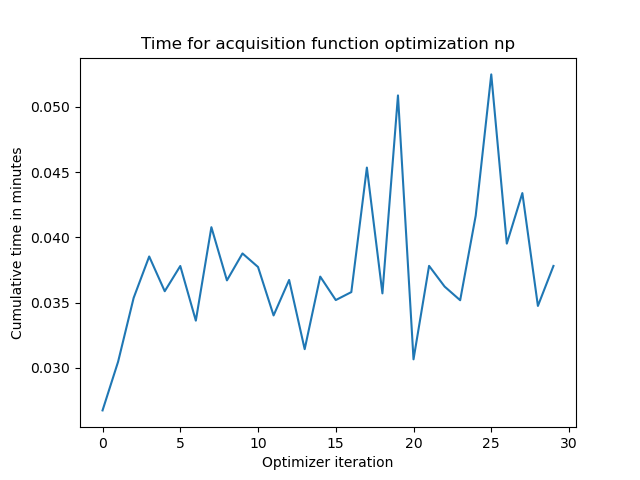 Time for acquisition function optimization np
Cumulative time in minutes
0.050
0.045
0.040
0.035
0.030
0 5 10 15 20 25 30
Optimizer iteration